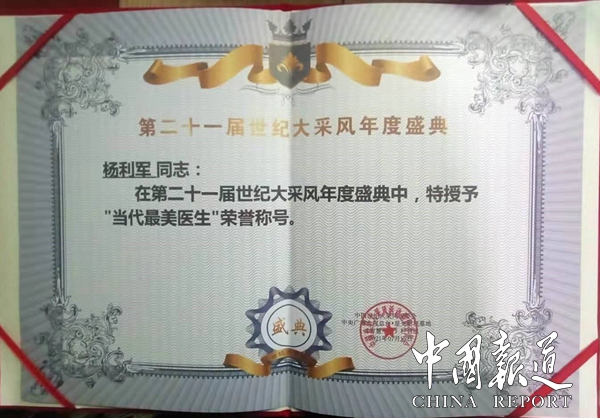 第二十一届世纪大采风年度盛典
杨利军 同志：
在第二十一届世纪大采风年度盛典中，特授予
"当代最美医生"荣誉称号。
盛典
中国報道
CHINA REPORT